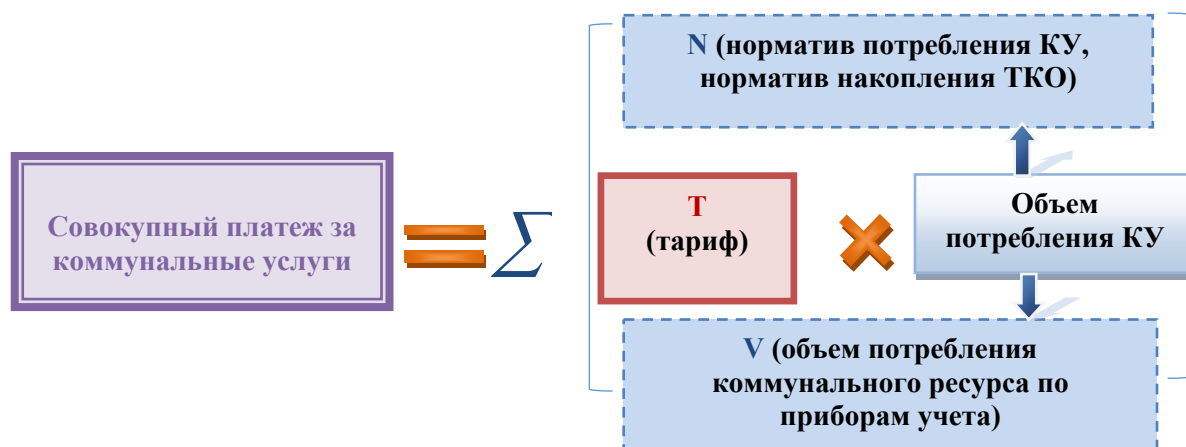 N (норматив потребления КУ,
норматив накопления ТКО)
Совокупный платеж за
коммунальные услуги
=
∑
Т
(тариф)
×
Объем
потребления КУ
V (объем потребления
коммунального ресурса по
приборам учета)